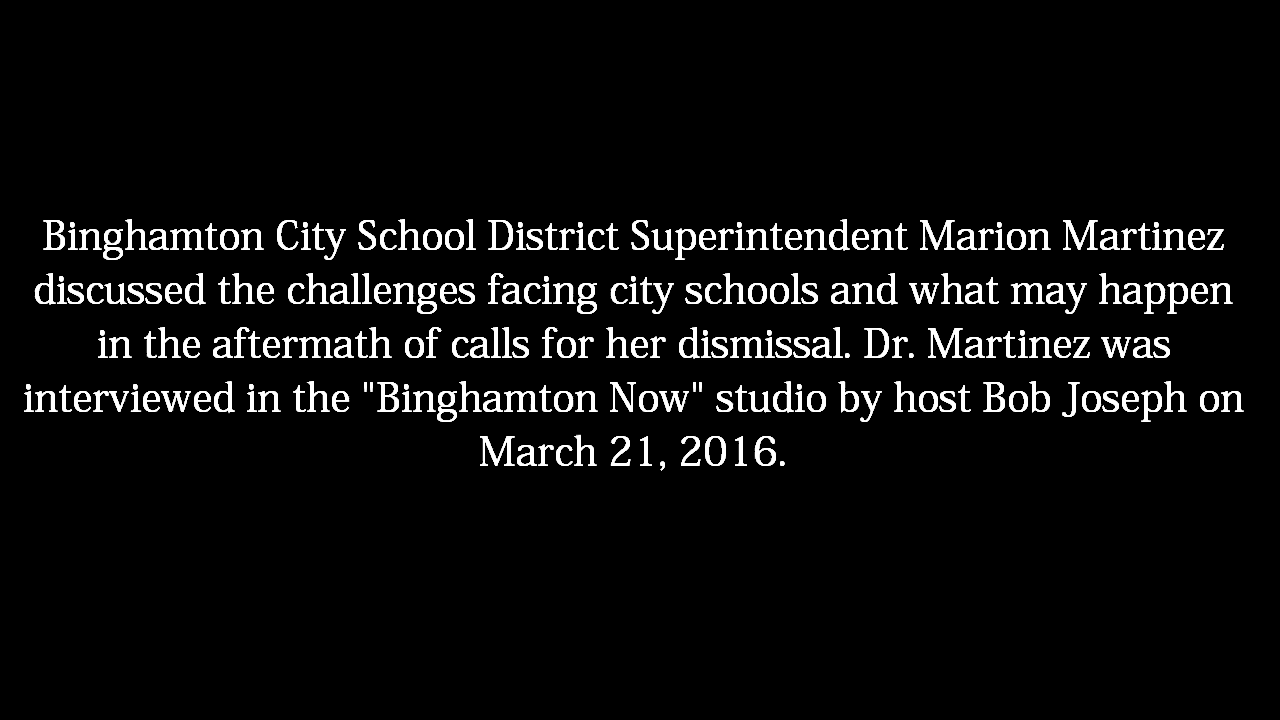 Binghamton City School District Superintendent Marion Martinez
discussed the challenges facing city schools and what may happen
in the aftermath of calls for her dismissal. Dr. Martinez was
interviewed in the "Binghamton Now" studio by host Bob Joseph on
March 21, 2016.